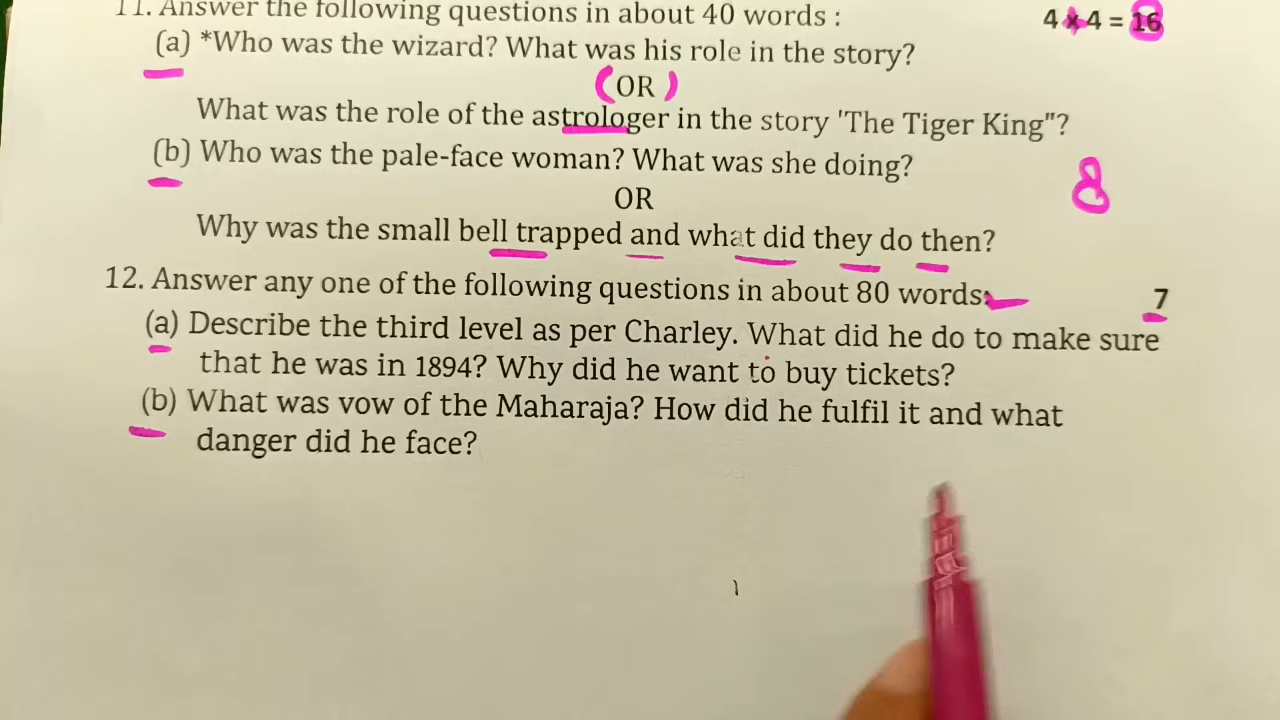 11. Answer the following questions in about 40 words :
4 x 4 = 16
(a) *Who was the wizard? What was his role in the story?
(OR)
What was the role of the astrologer in the story 'The Tiger King"?
(b) Who was the pale-face woman? What was she doing?
8
OR
Why was the small bell trapped and what did they do then?
12. Answer any one of the following questions in about 80 words:
7
(a) Describe the third level as per Charley. What did he do to make sure
that he was in 1894? Why did he want to buy tickets?
(b) What was vow of the Maharaja? How did he fulfil it and what
danger did he face?